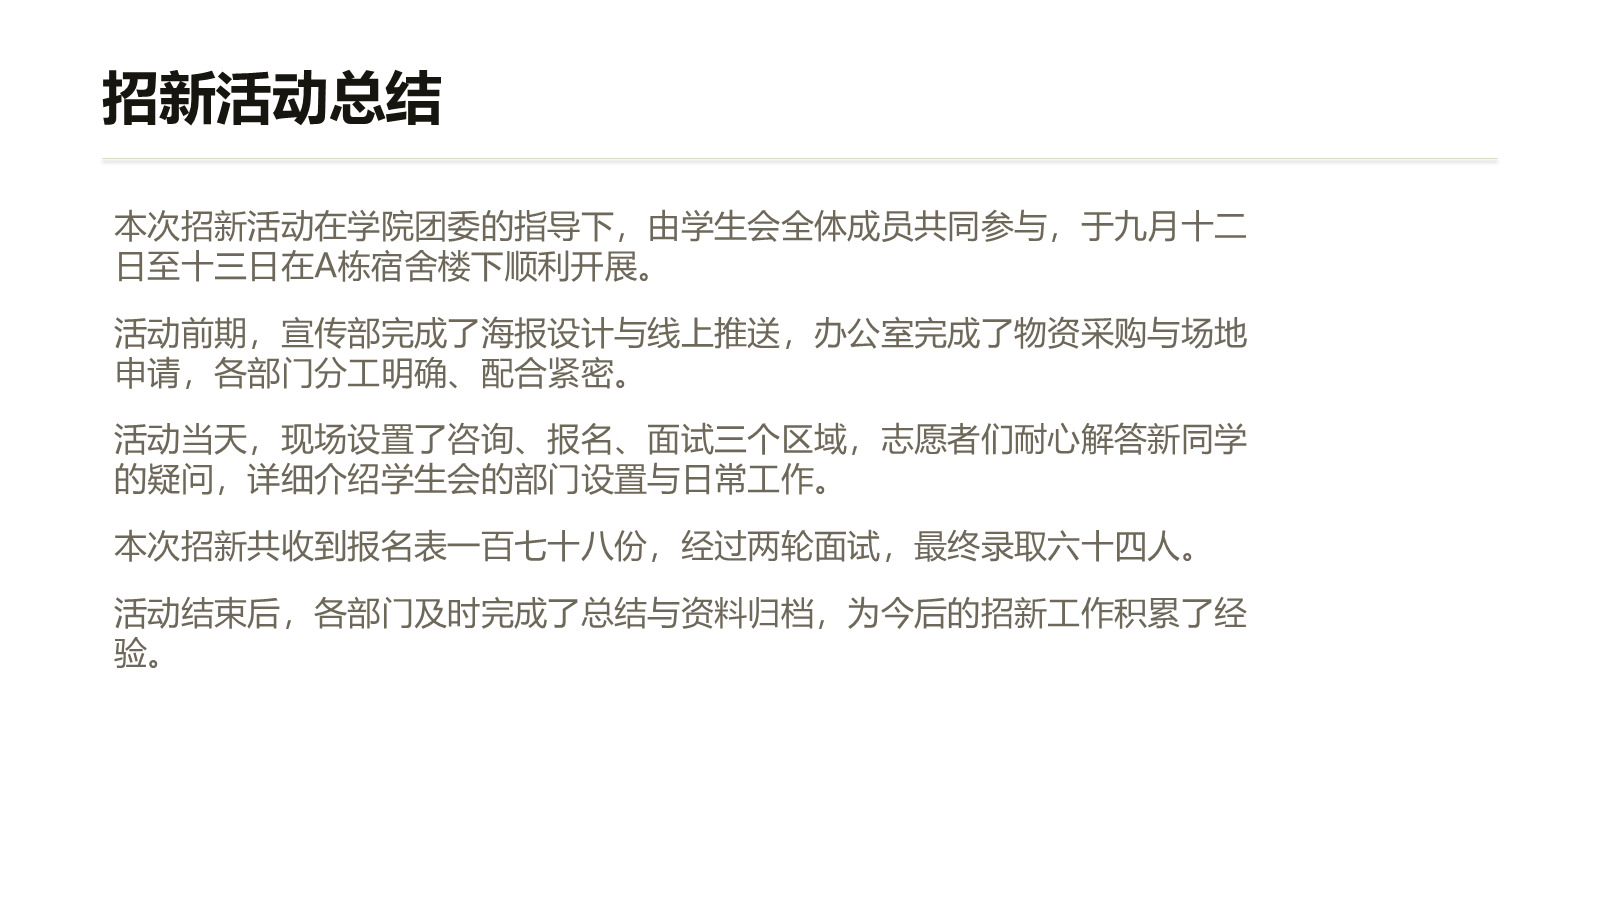 招新活动总结
本次招新活动在学院团委的指导下，由学生会全体成员共同参与，于九月十二
日至十三日在A栋宿舍楼下顺利开展。
活动前期，宣传部完成了海报设计与线上推送，办公室完成了物资采购与场地
申请，各部门分工明确、配合紧密。
活动当天，现场设置了咨询、报名、面试三个区域，志愿者们耐心解答新同学
的疑问，详细介绍学生会的部门设置与日常工作。
本次招新共收到报名表一百七十八份，经过两轮面试，最终录取六十四人。
活动结束后，各部门及时完成了总结与资料归档，为今后的招新工作积累了经
验。